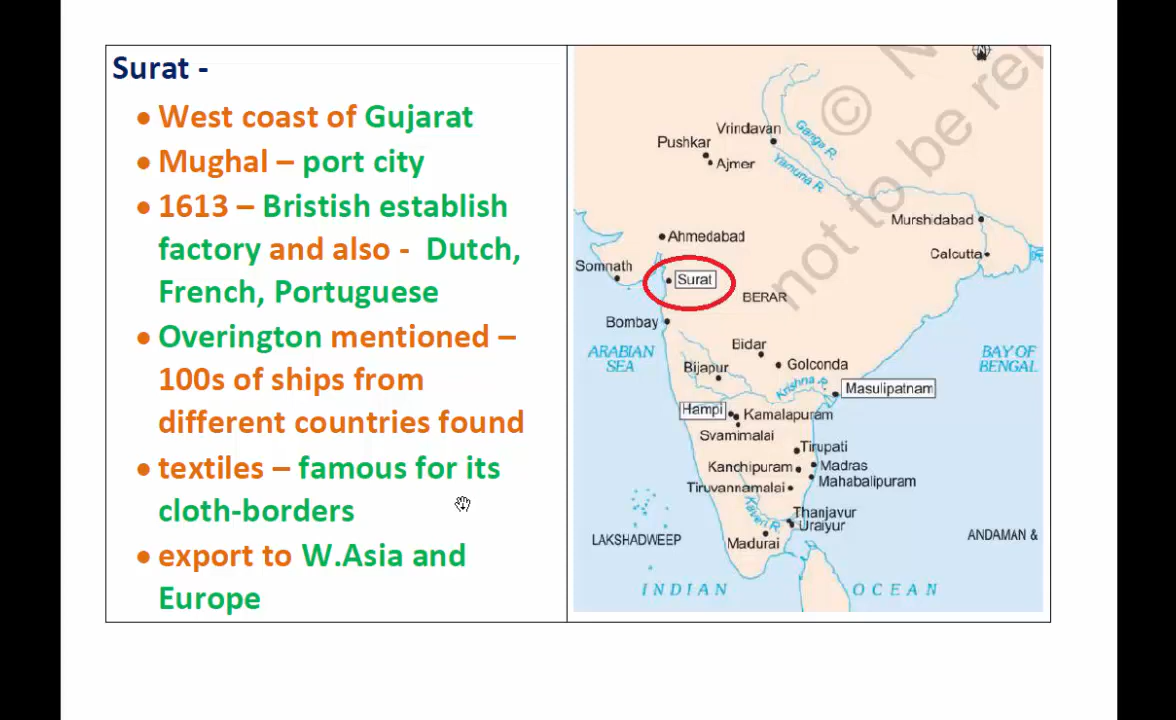 Surat -
• West coast of Gujarat
• Mughal – port city
• 1613 – Bristish establish
factory and also - Dutch,
French, Portuguese
• Overington mentioned –
100s of ships from
different countries found
• textiles – famous for its
cloth-borders
• export to W.Asia and
Europe
© N
not to be re
N
Vrindavan
Ganga R.
Pushkar
Ajmer
Yamuna R.
Murshidabad
Ahmedabad
Calcutta
Somnath
Surat
BERAR
Bombay
Bidar
ARABIAN
SEA
BAY OF
BENGAL
Golconda
Bijapur
Krishna R.
Masulipatnam
Hampi
Kamalapuram
Svamimalai
Tirupati
Kanchipuram
Madras
Mahabalipuram
Tiruvannamalai
Kaveri R.
Thanjavur
Uraiyur
LAKSHADWEEP
Madurai
ANDAMAN &
INDIAN OCEAN